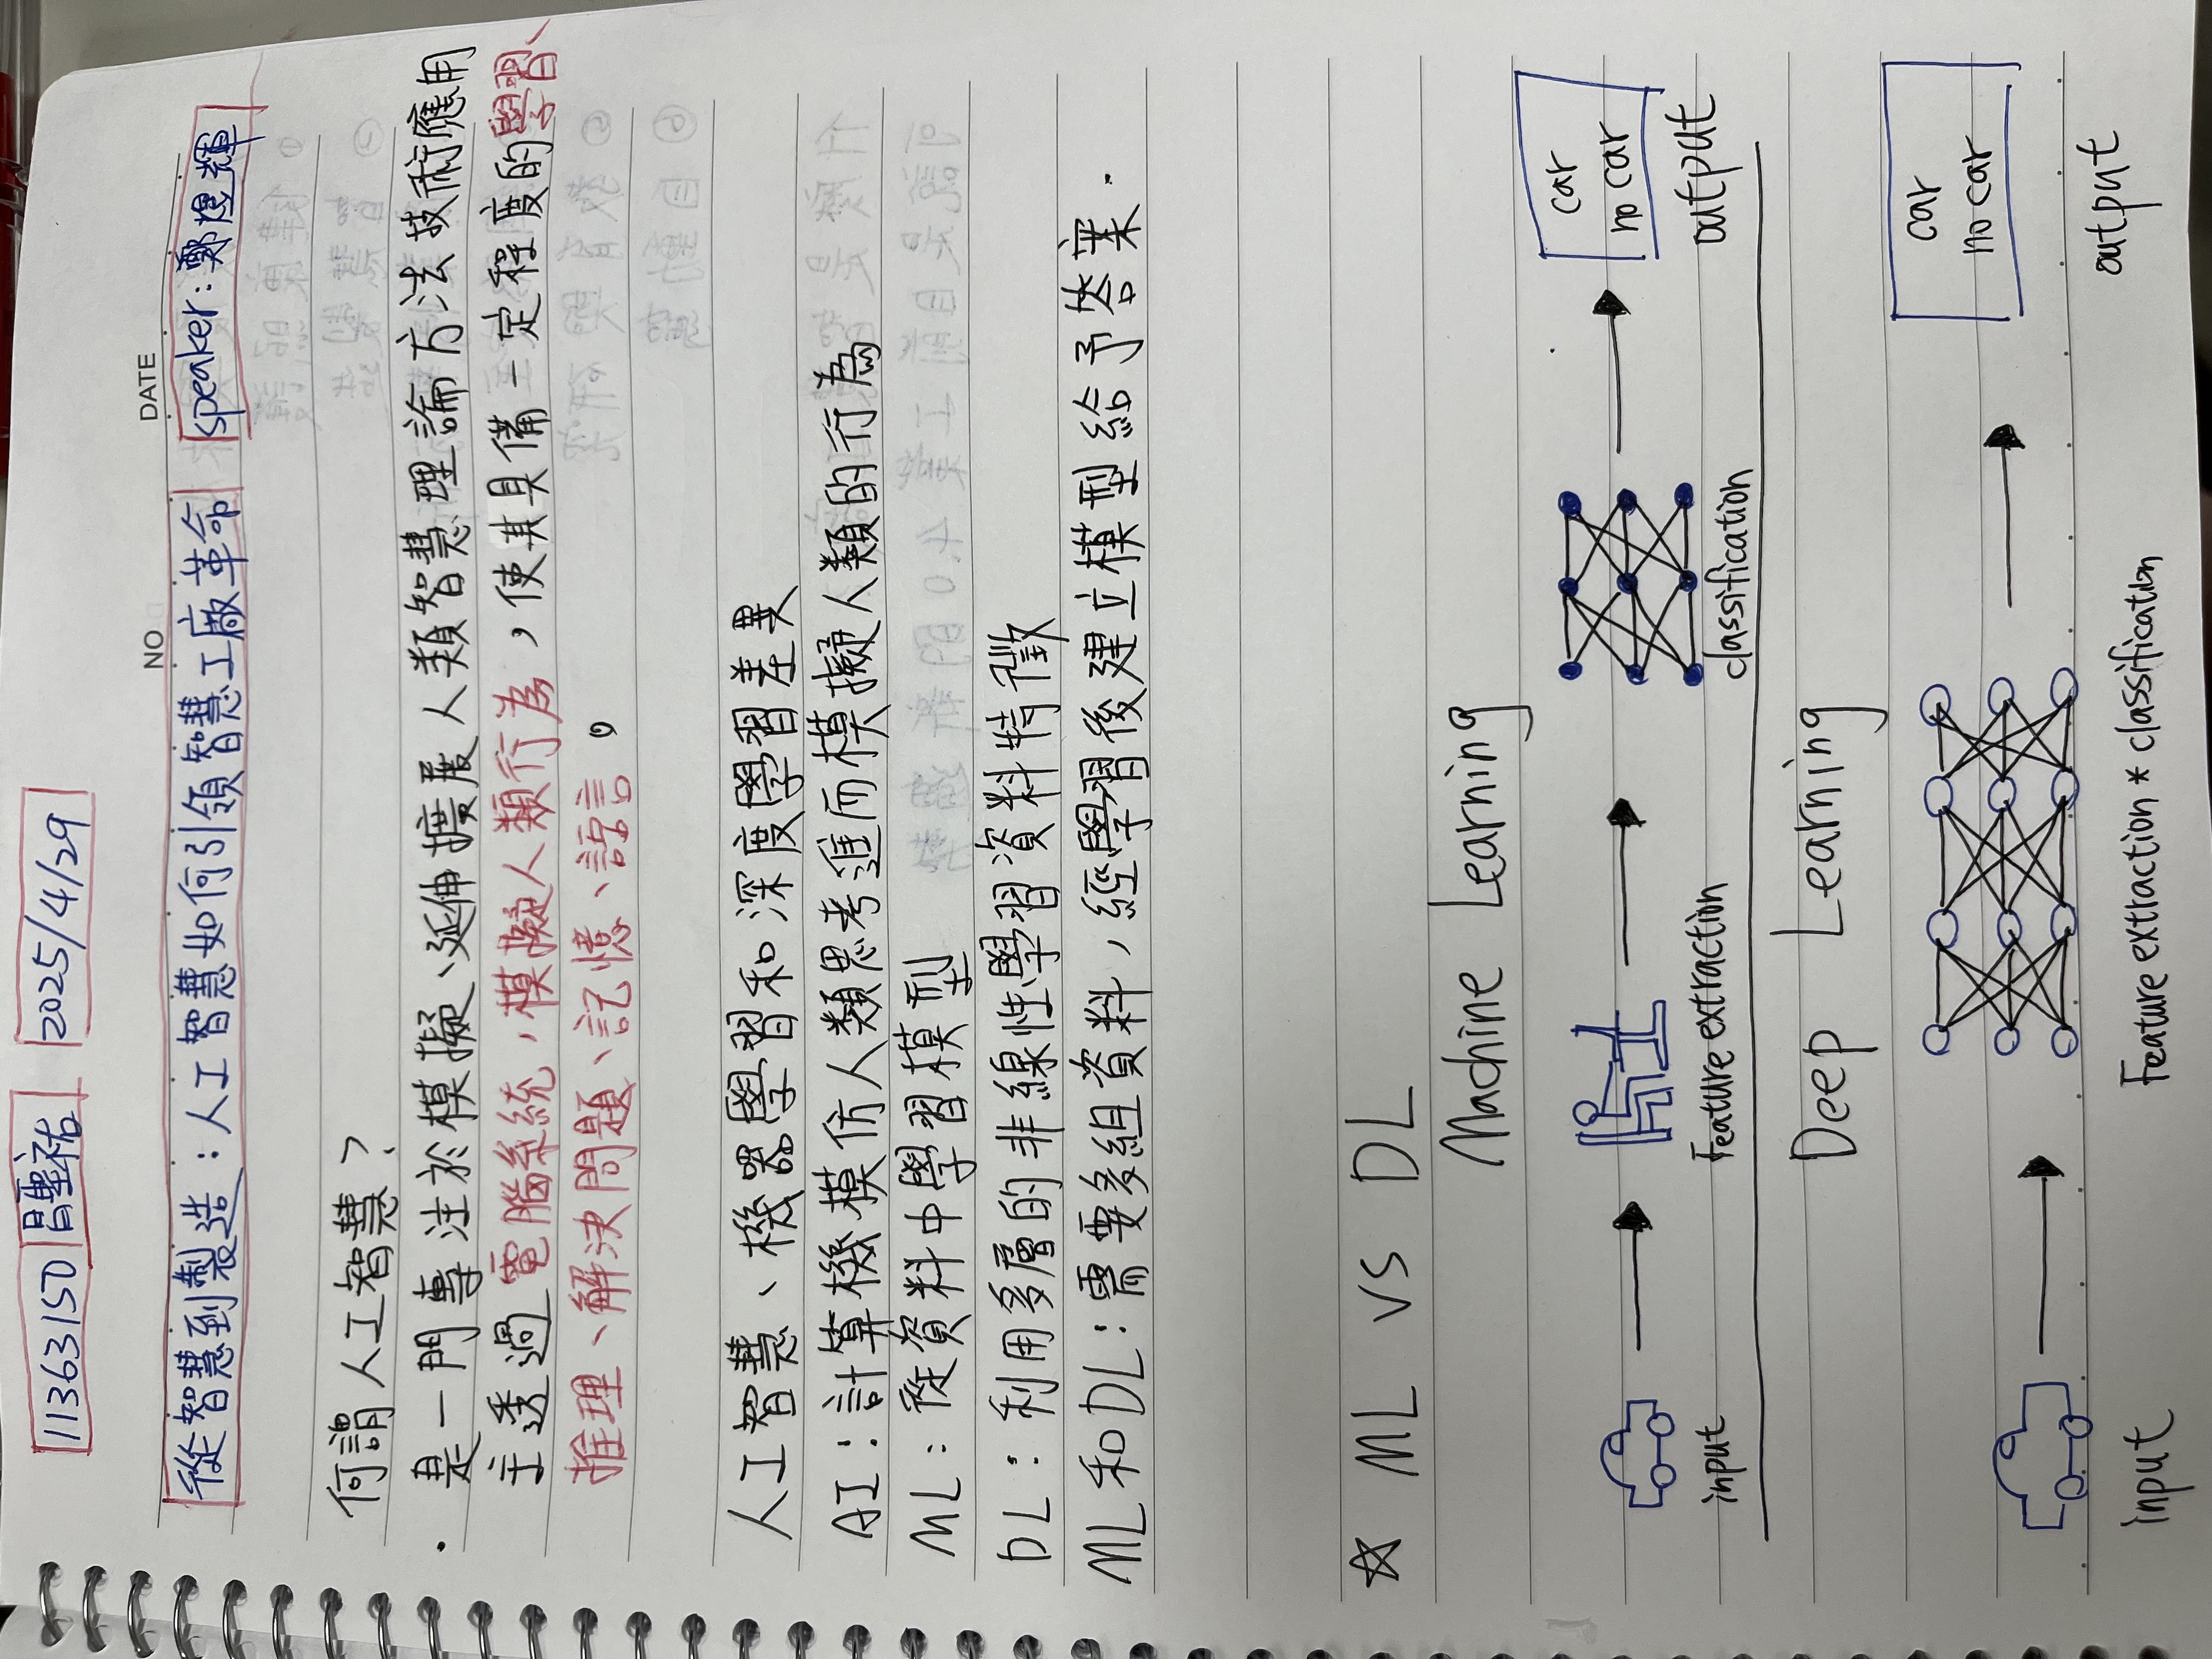 11363150 呂聖祐 2025/4/29
NO DATE
從智慧到製造：人工智慧如何引領智慧工廠革命 speaker：鄭煜輝
何謂人工智慧？
· 是一門專注於模擬、延伸擴展人類智慧理論方法技術應用
主透過電腦系統，模擬人類行為，使其具備一定程度的學習、
推理、解決問題、記憶、語言。
人工智慧、機器學習和深度學習差異
AI：計算機模仿人類思考進而模擬人類的行為
ML：從資料中學習模型
DL：利用多層的非線性學習資料特徵
ML和DL：需要多組資料，經學習後建立模型給予答案.
☆ ML vs DL
Machine Learning
car
no car
input Feature extraction classification output
Deep Learning
car
no car
input Feature extraction * classification output